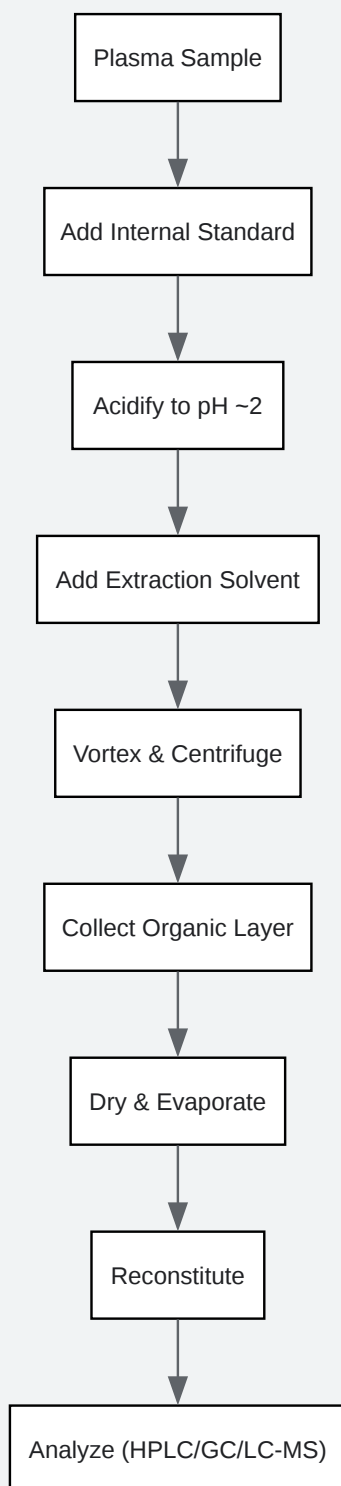 Plasma Sample
Add Internal Standard
Acidify to pH ~2
Add Extraction Solvent
Vortex & Centrifuge
Collect Organic Layer
Dry & Evaporate
Reconstitute
Analyze (HPLC/GC/LC-MS)